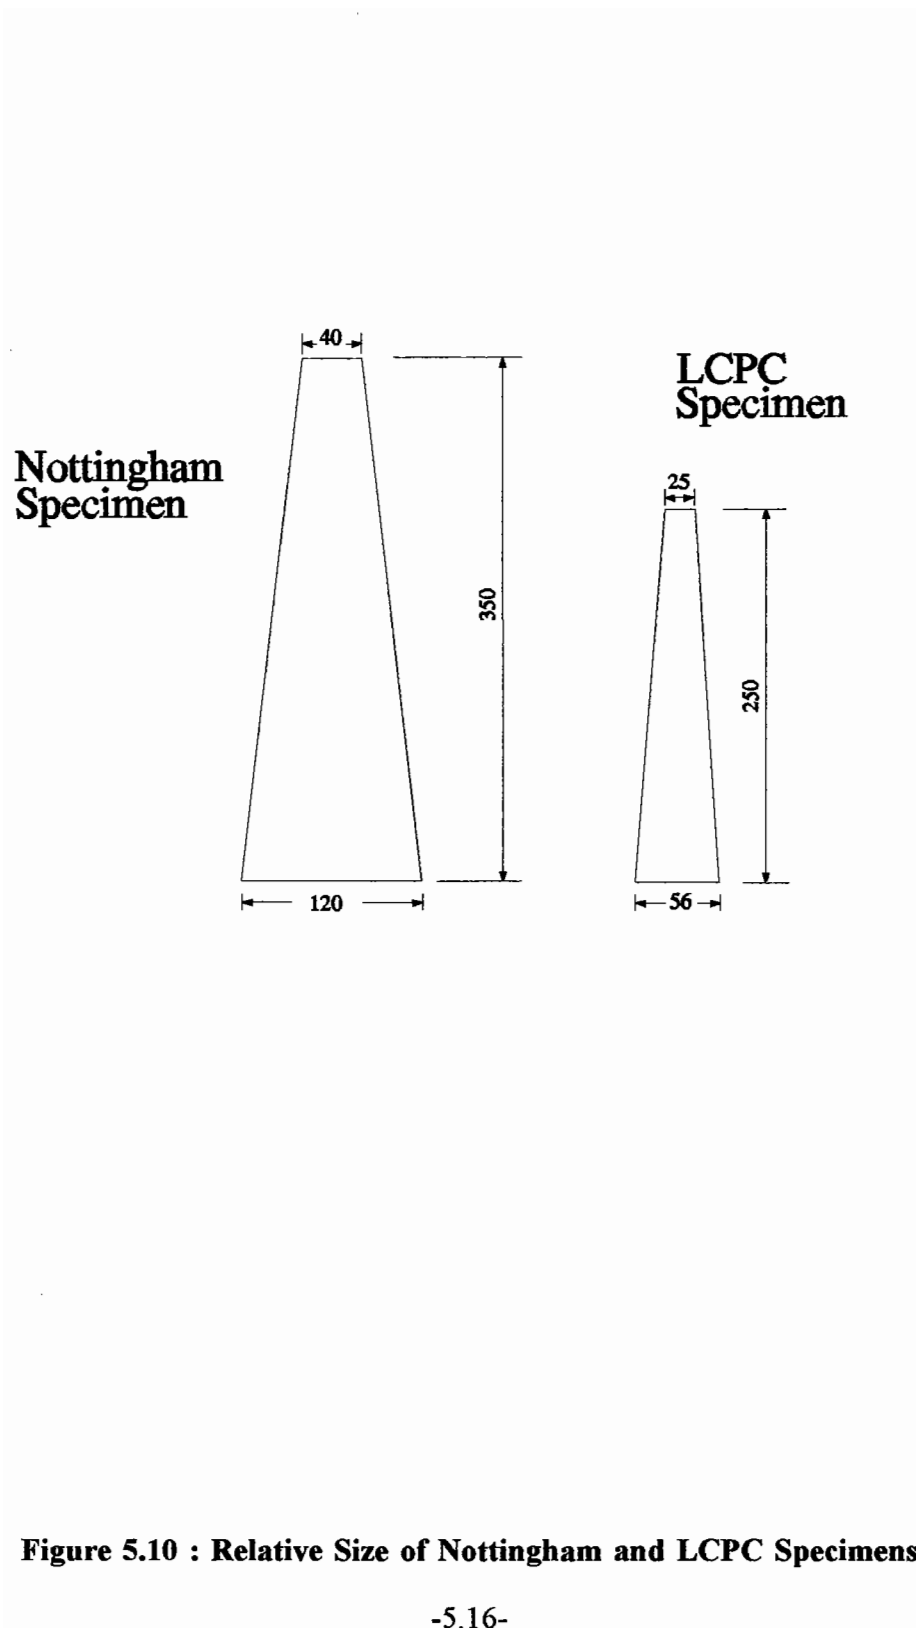 40
LCPC
Specimen
Nottingham
Specimen
25
350
250
120
56
Figure 5.10 : Relative Size of Nottingham and LCPC Specimens
-5.16-